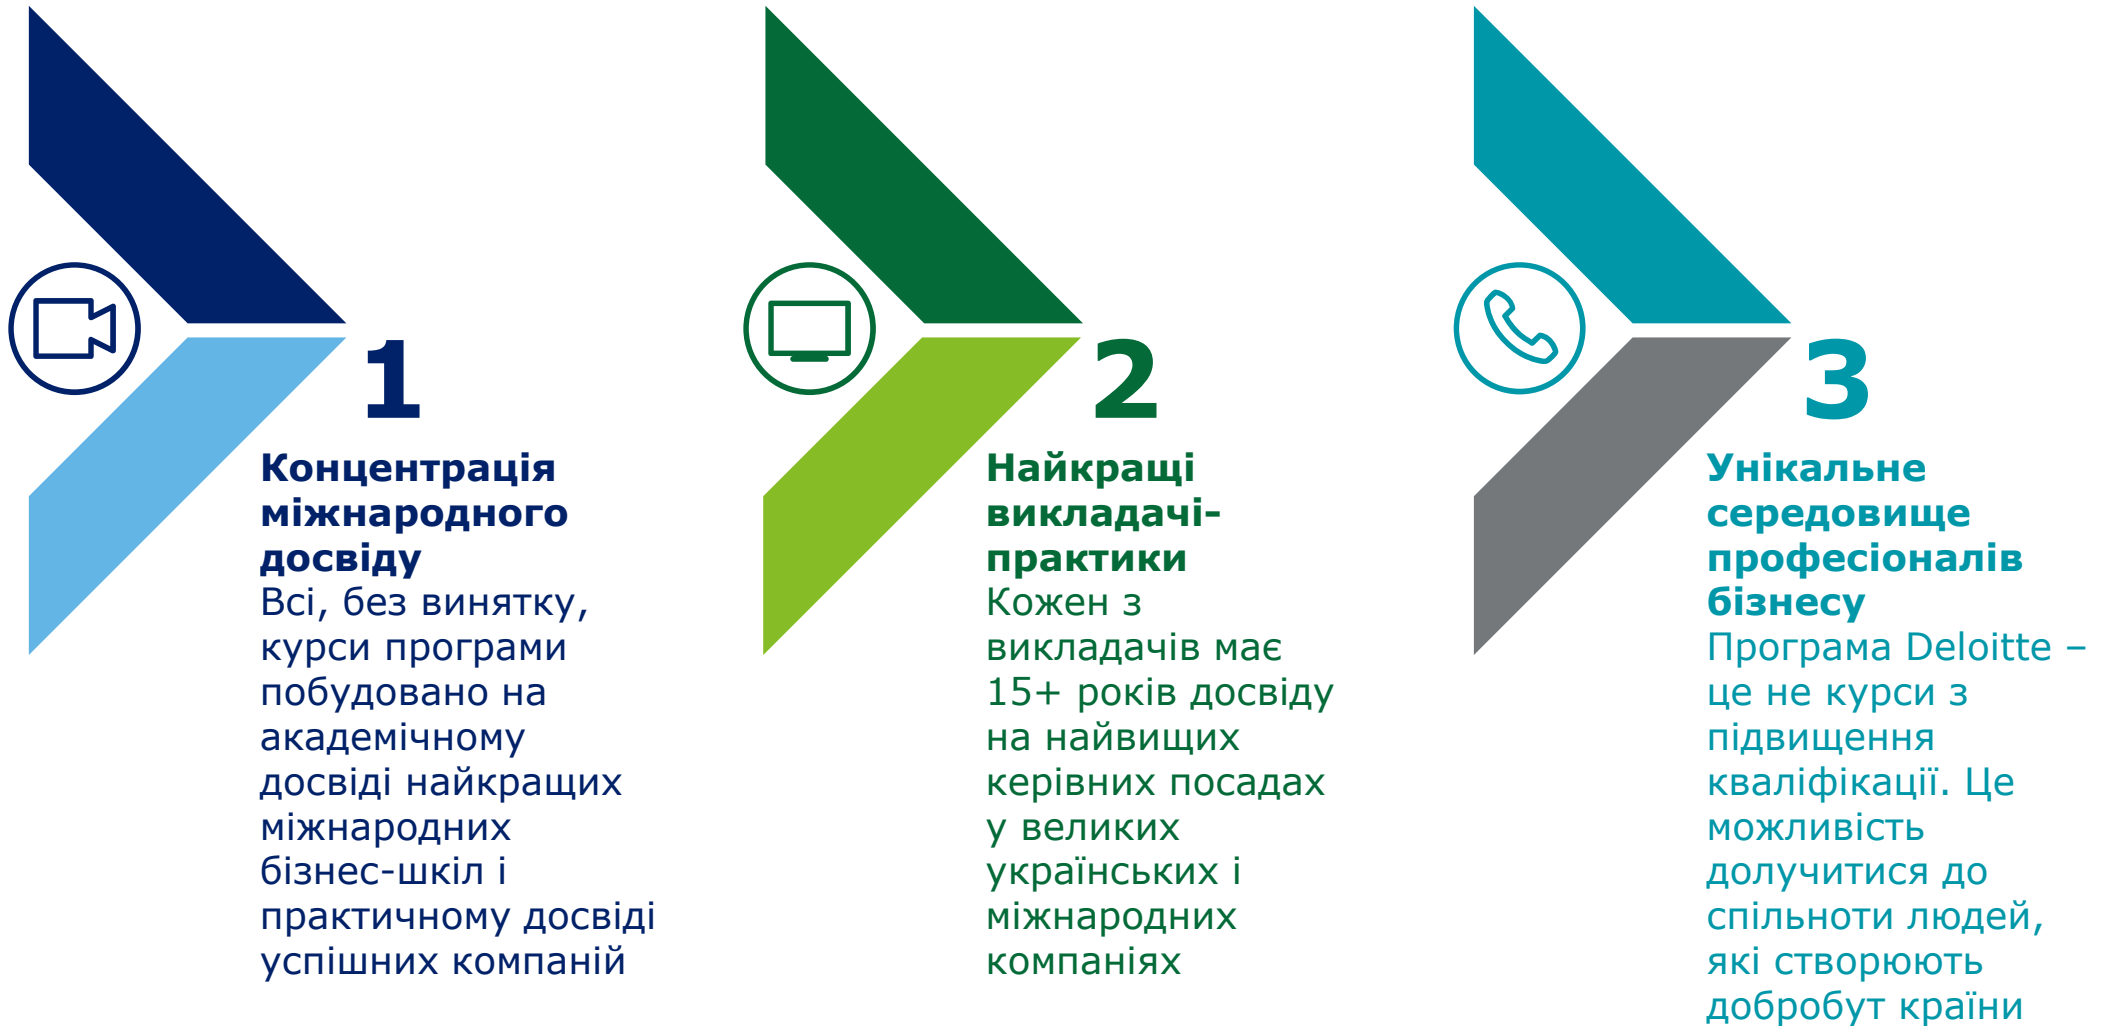 1
Концентрація
міжнародного
досвіду
Всі, без винятку,
курси програми
побудовано на
академічному
досвіді найкращих
міжнародних
бізнес-шкіл і
практичному досвіді
успішних компаній
2
Найкращі
викладачі-
практики
Кожен з
викладачів має
15+ років досвіду
на найвищих
керівних посадах
у великих
українських і
міжнародних
компаніях
3
Унікальне
середовище
професіоналів
бізнесу
Програма Deloitte –
це не курси з
підвищення
кваліфікації. Це
можливість
долучитися до
спільноти людей,
які створюють
добробут країни